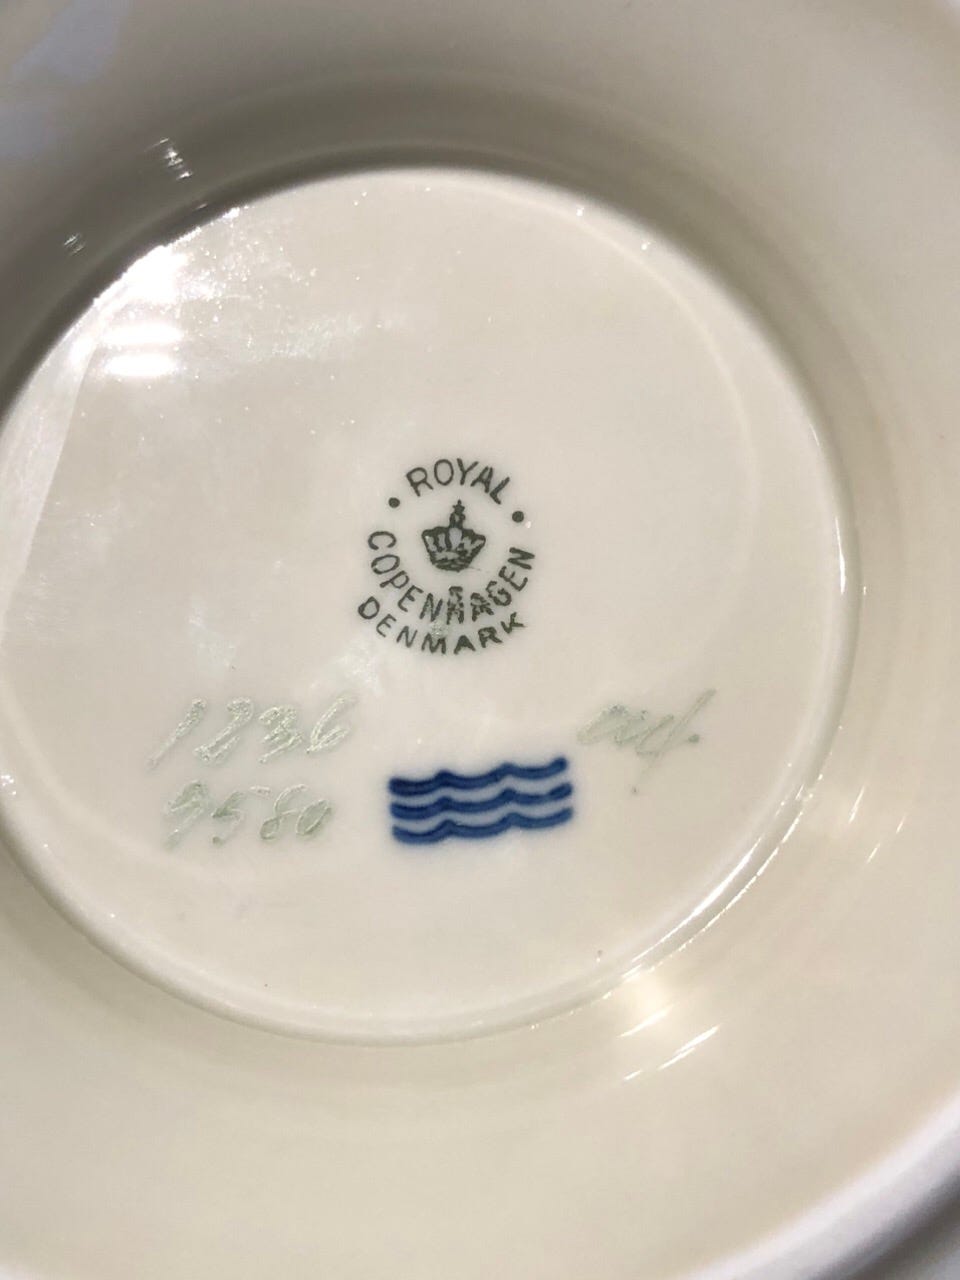 ROYAL
COPENHAGEN
DENMARK
1236
9580